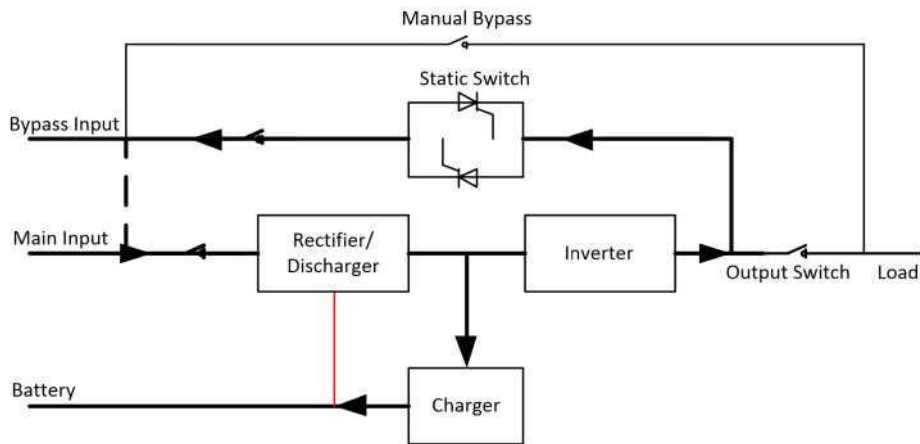 Manual Bypass
Static Switch
Bypass Input
Main Input
Rectifier/
Discharger
Inverter
Output Switch
Load
Battery
Charger